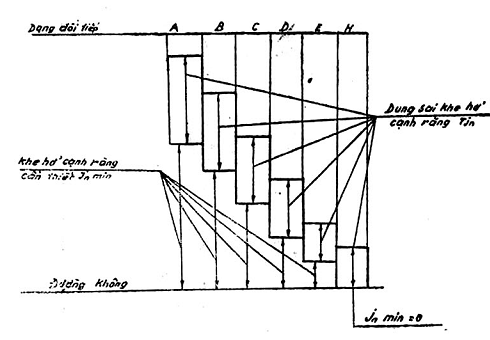 Dạng đối tiếp A B C D E H
Dung sai khe hở
cạnh răng Tjn
Khe hở cạnh răng
cần thiết Jn min
Đường không
jn min = 0